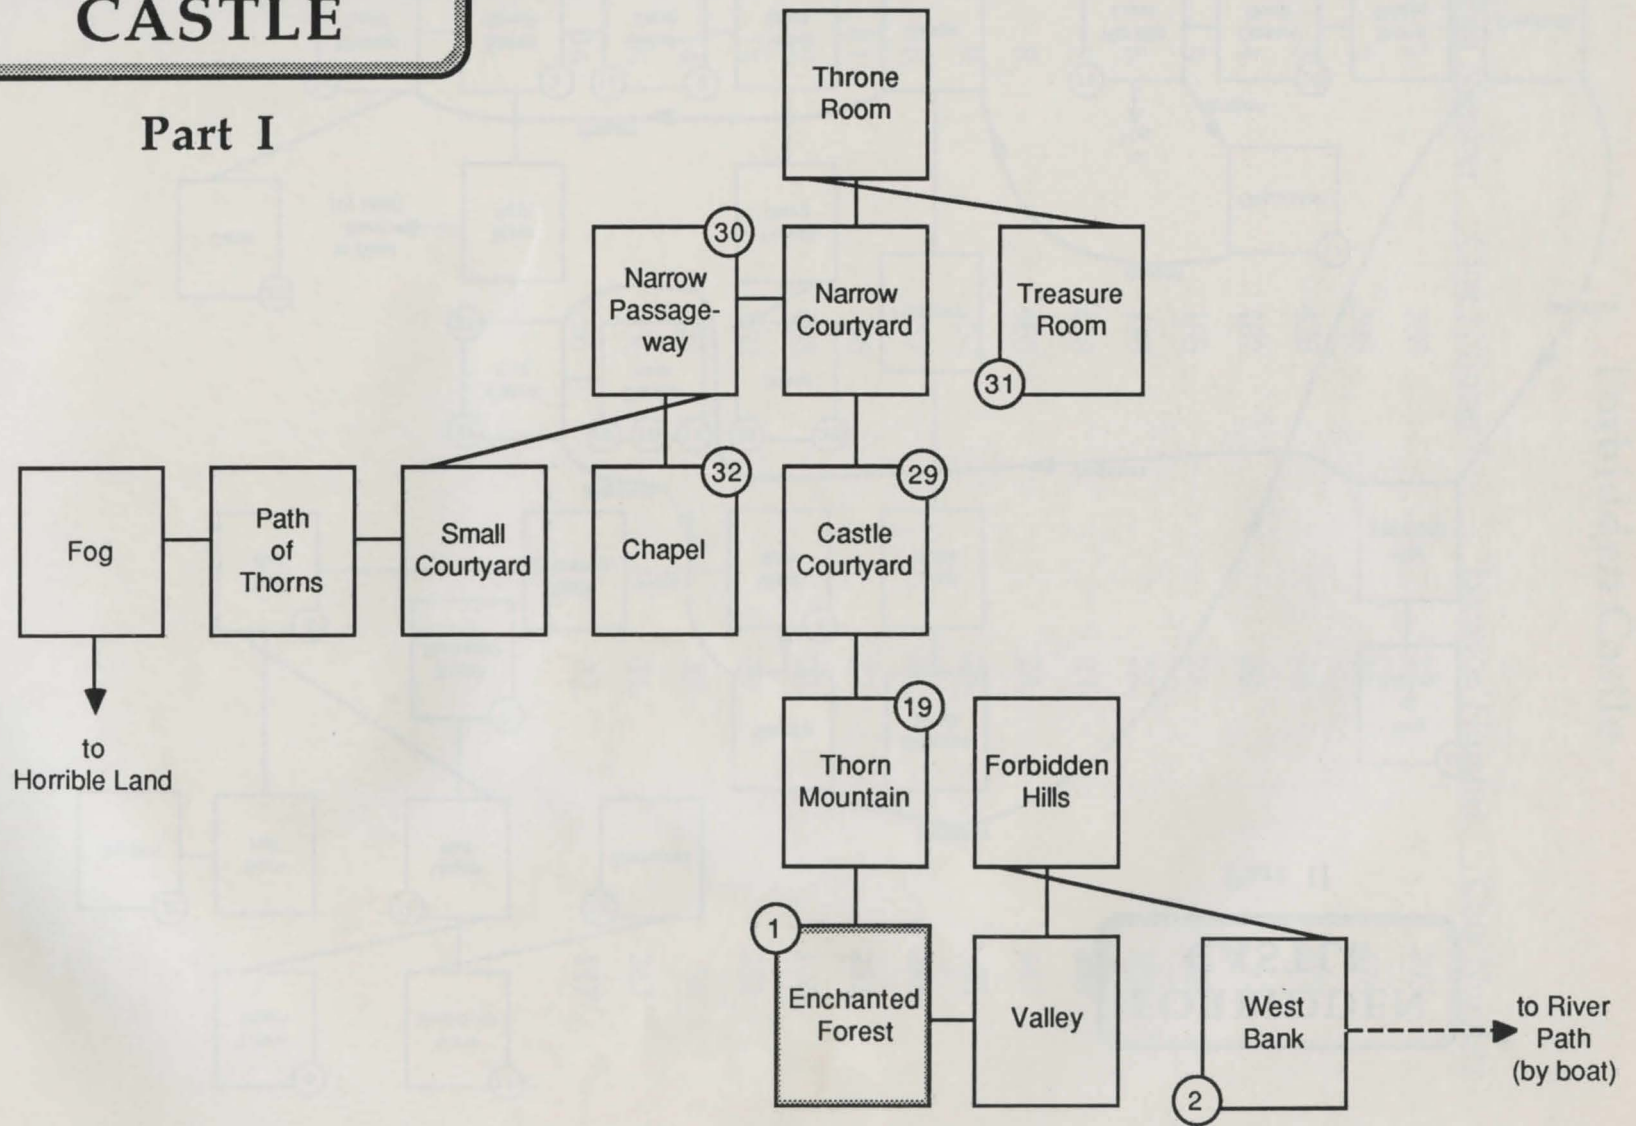 CASTLE
Part I
Throne
Room
30
Narrow
Passage-
way
Narrow
Courtyard
Treasure
Room
31
Fog
Path
of
Thorns
Small
Courtyard
32
Chapel
29
Castle
Courtyard
to
Horrible Land
19
Thorn
Mountain
Forbidden
Hills
1
Enchanted
Forest
Valley
West
Bank
2
to River
Path
(by boat)